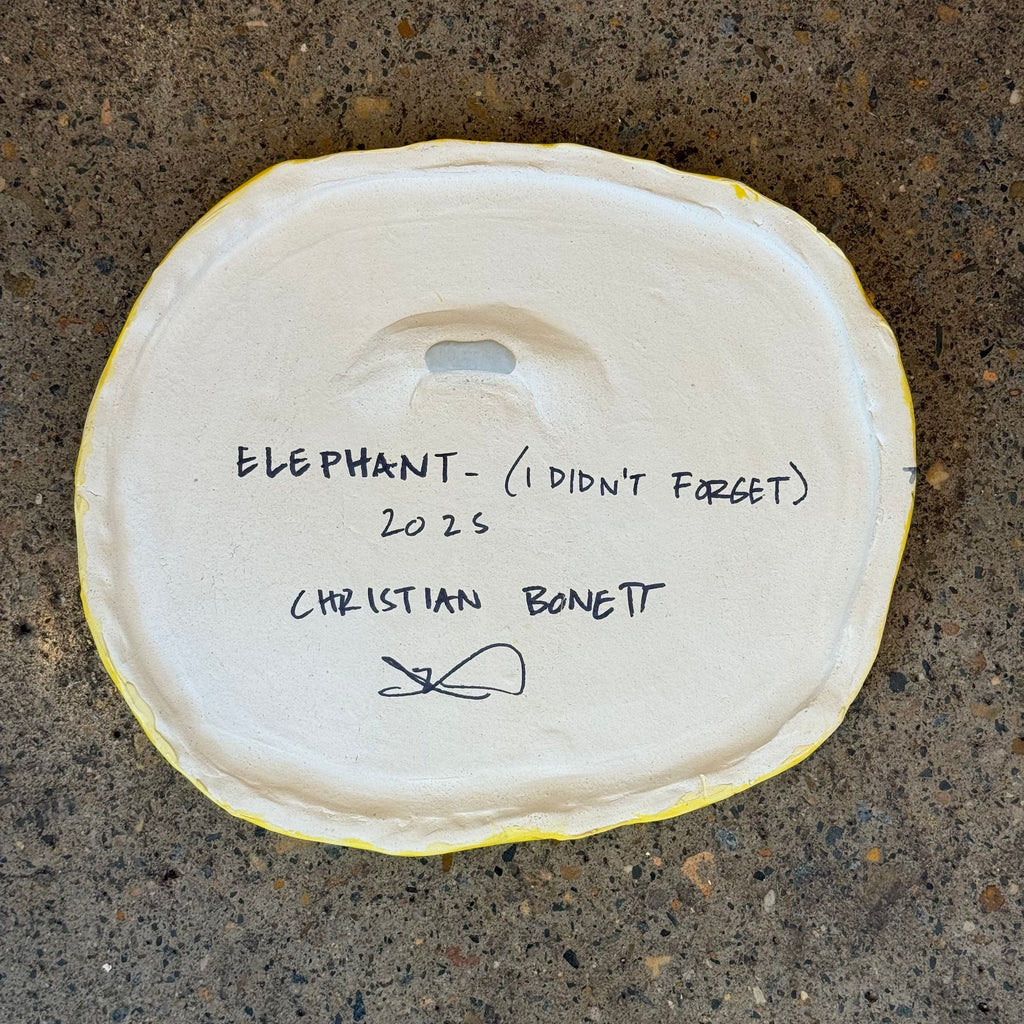 ELEPHANT- (I DIDN'T FORGET)
2025
CHRISTIAN BONETT